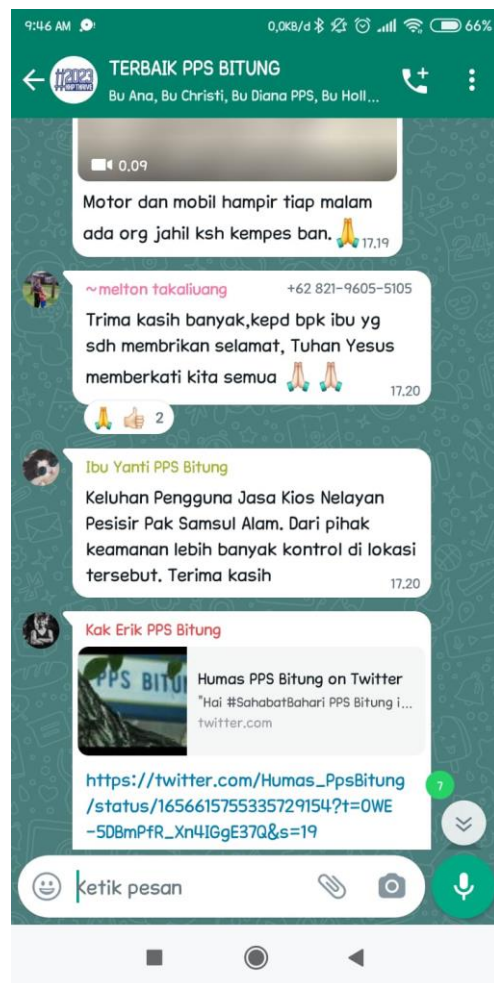 9:46 AM
0,0KB/d
66%
TERBAIK PPS BITUNG
Bu Ana, Bu Christi, Bu Diana PPS, Bu Holl...
0.09
Motor dan mobil hampir tiap malam
ada org jahil ksh kempes ban.🙏
17.19
~melton takaliuang +62 821-9605-5105
Trima kasih banyak,kepd bpk ibu yg
sdh membrikan selamat, Tuhan Yesus
memberkati kita semua 🙏🏻 🙏🏻
17.20
🙏 👍🏻 2
Ibu Yanti PPS Bitung
Keluhan Pengguna Jasa Kios Nelayan
Pesisir Pak Samsul Alam. Dari pihak
keamanan lebih banyak kontrol di lokasi
tersebut. Terima kasih
17.20
Kak Erik PPS Bitung
PPS BITU
Humas PPS Bitung on Twitter
"Hai #SahabatBahari PPS Bitung i...
twitter.com
https://twitter.com/Humas_PpsBitung
/status/1656615755335729154?t=OWE
-5DBmPfR_Xn4IGgE37Q&s=19
7
Ketik pesan